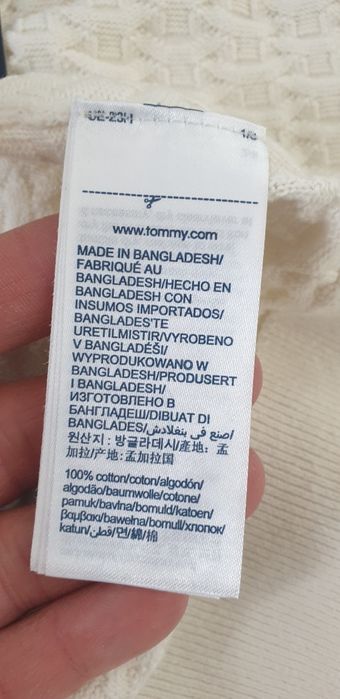 1/8
www.tommy.com
MADE IN BANGLADESH/
FABRIQUÉ AU
BANGLADESH/HECHO EN
BANGLADESH CON
INSUMOS IMPORTADOS/
BANGLADES'TE
URETILMISTIR/VYROBENO
V BANGLADÉŠI/
WYPRODUKOWANO W
BANGLADESH/PRODUSERT
I BANGLADESH/
ИЗГОТОВЛЕНО В
БАНГЛАДЕШ/DIBUAT DI
BANGLADES/صنع في بنغلادش/
원산지 : 방글라데시/產地: 孟
加拉/产地:孟加拉国
100% cotton/coton/algodón/
algodão/baumwolle/cotone/
pamuk/bavlna/bomuld/katoen/
βαμβακι/bawełna/bomull/хлопок/
katun/قطن/면/綿/棉